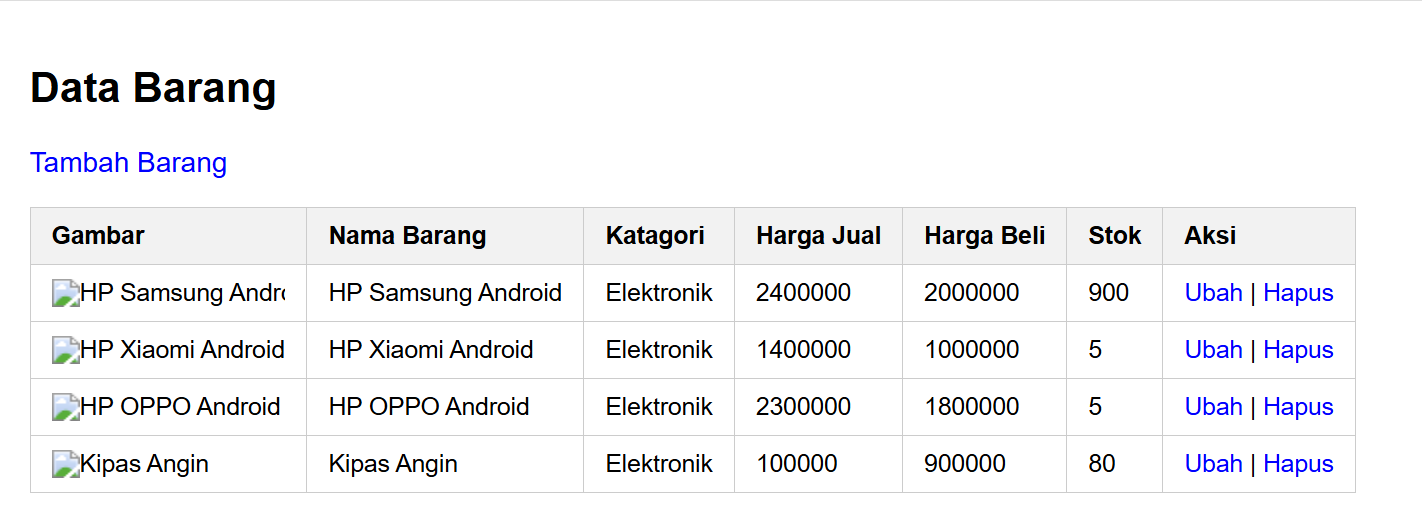 Data Barang
Tambah Barang
Gambar Nama Barang Katagori Harga Jual Harga Beli Stok Aksi
HP Samsung Andro HP Samsung Android Elektronik 2400000 2000000 900 Ubah | Hapus
HP Xiaomi Android HP Xiaomi Android Elektronik 1400000 1000000 5 Ubah | Hapus
HP OPPO Android HP OPPO Android Elektronik 2300000 1800000 5 Ubah | Hapus
Kipas Angin Kipas Angin Elektronik 100000 900000 80 Ubah | Hapus